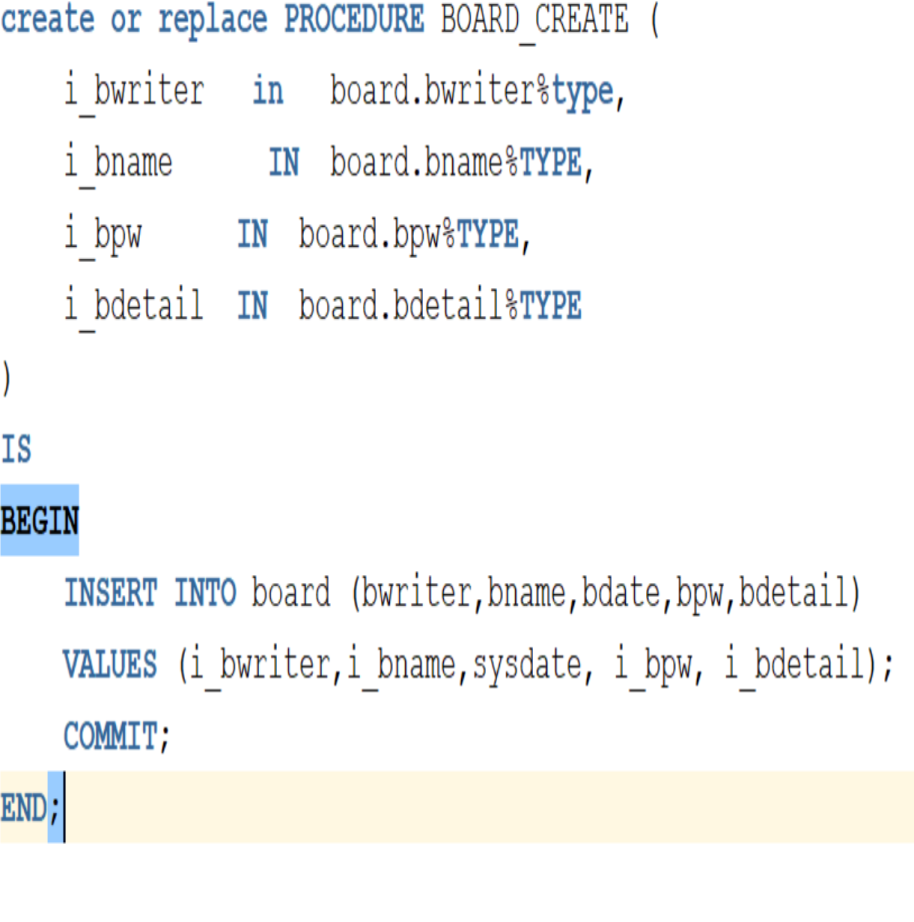 create or replace PROCEDURE BOARD_CREATE (
    i_bwriter   in   board.bwriter%type,
    i_bname      IN  board.bname%TYPE,
    i_bpw      IN  board.bpw%TYPE,
    i_bdetail  IN  board.bdetail%TYPE
)
IS
BEGIN
    INSERT INTO board (bwriter,bname,bdate,bpw,bdetail)
    VALUES (i_bwriter,i_bname,sysdate, i_bpw, i_bdetail);
    COMMIT;
END;